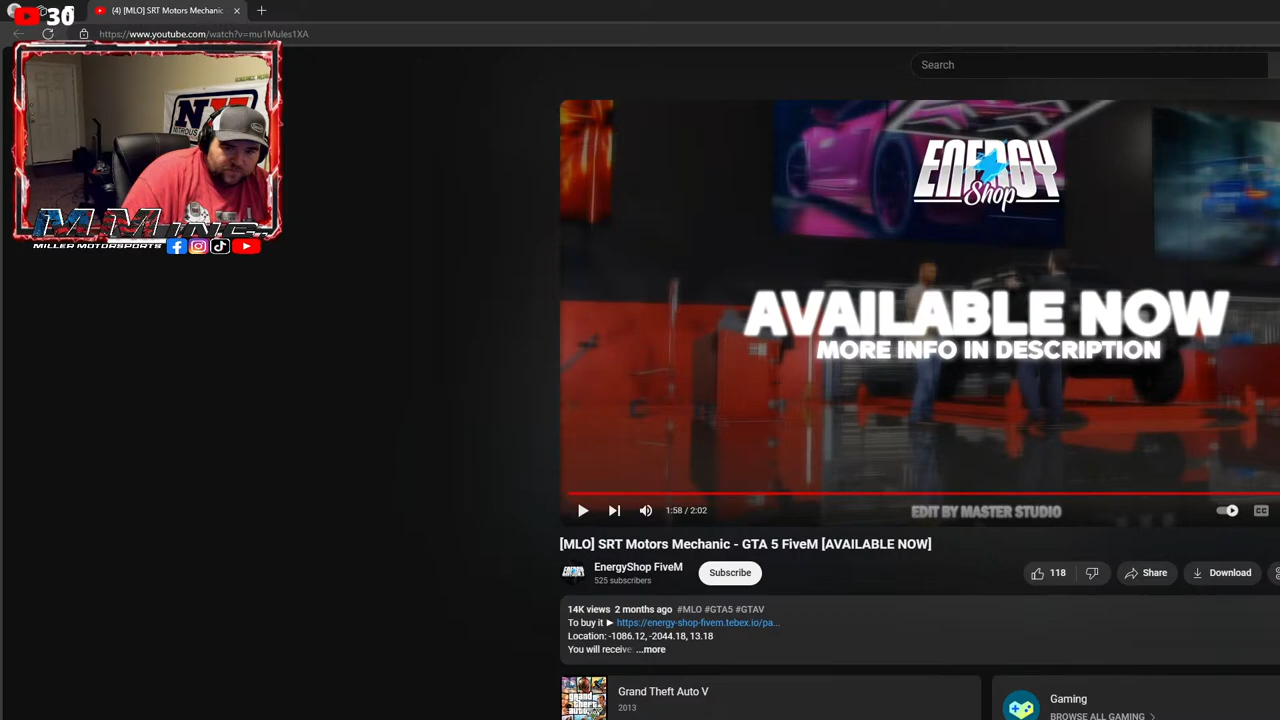 30
(4) [MLO] SRT Motors Mechanic
https://www.youtube.com/watch?v=mu1Mules1XA
Search
MM INC.
MILLER MOTORSPORTS
ENERGY
Shop
AVAILABLE NOW
MORE INFO IN DESCRIPTION
1:58 / 2:02
EDIT BY MASTER STUDIO
CC
[MLO] SRT Motors Mechanic - GTA 5 FiveM [AVAILABLE NOW]
EnergyShop FiveM
525 subscribers
Subscribe
118
Share
Download
14K views 2 months ago #MLO #GTA5 #GTAV
To buy it ► https://energy-shop-fivem.tebex.io/pa...
Location: -1086.12, -2044.18, 13.18
You will receive ...more
Grand Theft Auto V
2013
Gaming
BROWSE ALL GAMING >